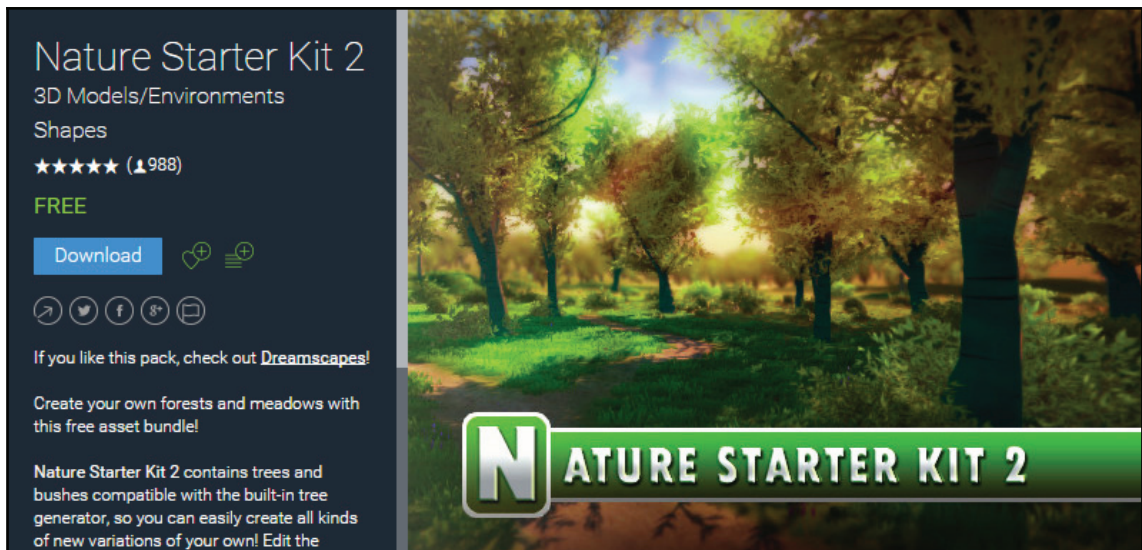 Nature Starter Kit 2
3D Models/Environments
Shapes
★★★★★ (988)
FREE
Download
If you like this pack, check out Dreamscapes!
Create your own forests and meadows with
this free asset bundle!
Nature Starter Kit 2 contains trees and
bushes compatible with the built-in tree
generator, so you can easily create all kinds
of new variations of your own! Edit the
NATURE STARTER KIT 2